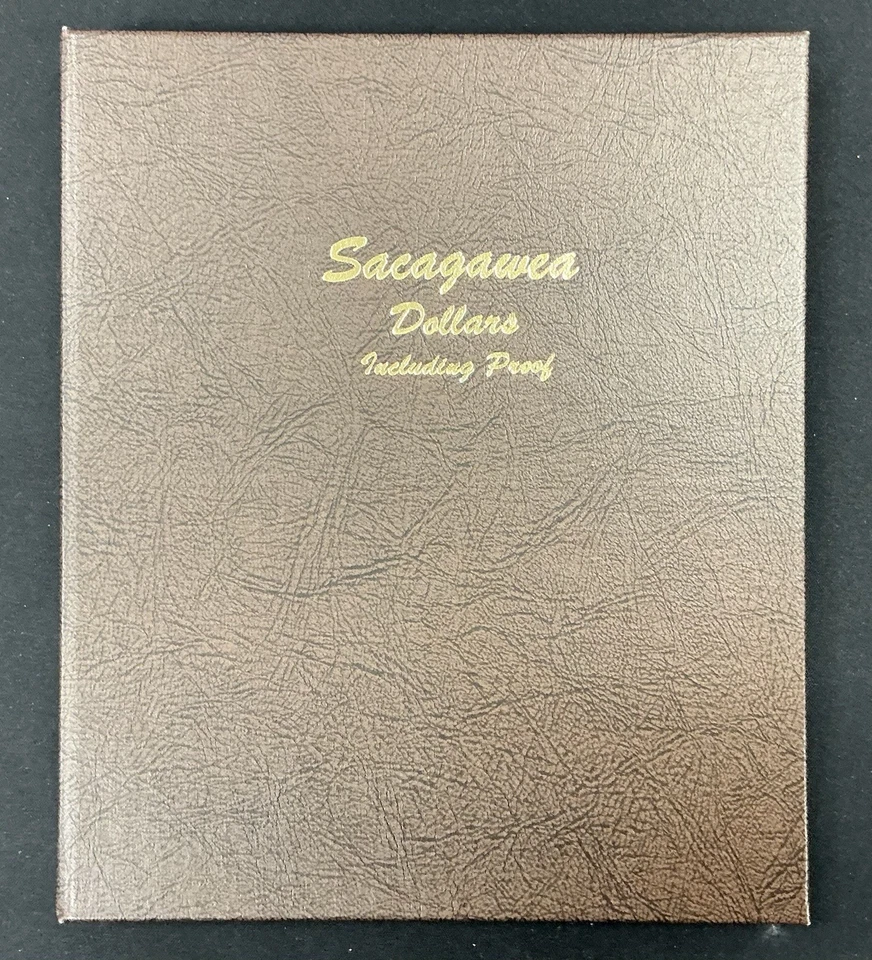 Sacagawea
Dollars
Including Proof